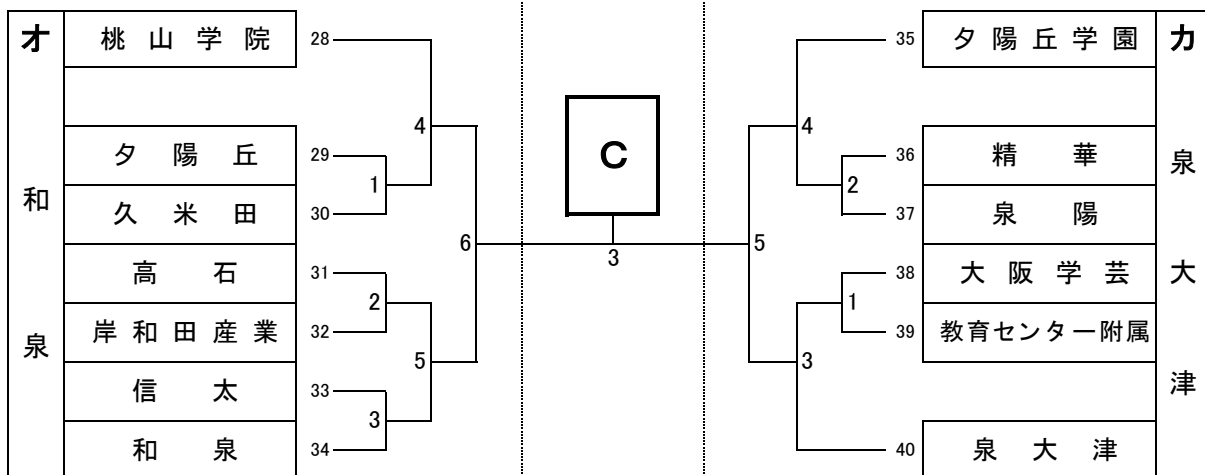 オ 桃山学院 28
夕陽丘 29
久米田 30
高石 31
岸和田産業 32
信太 33
和泉 34
和泉
1
2
3
4
5
6
C
3
35 夕陽丘学園 カ
36 精華
37 泉陽
38 大阪学芸
39 教育センター附属
40 泉大津
泉大津
4
2
5
1
3